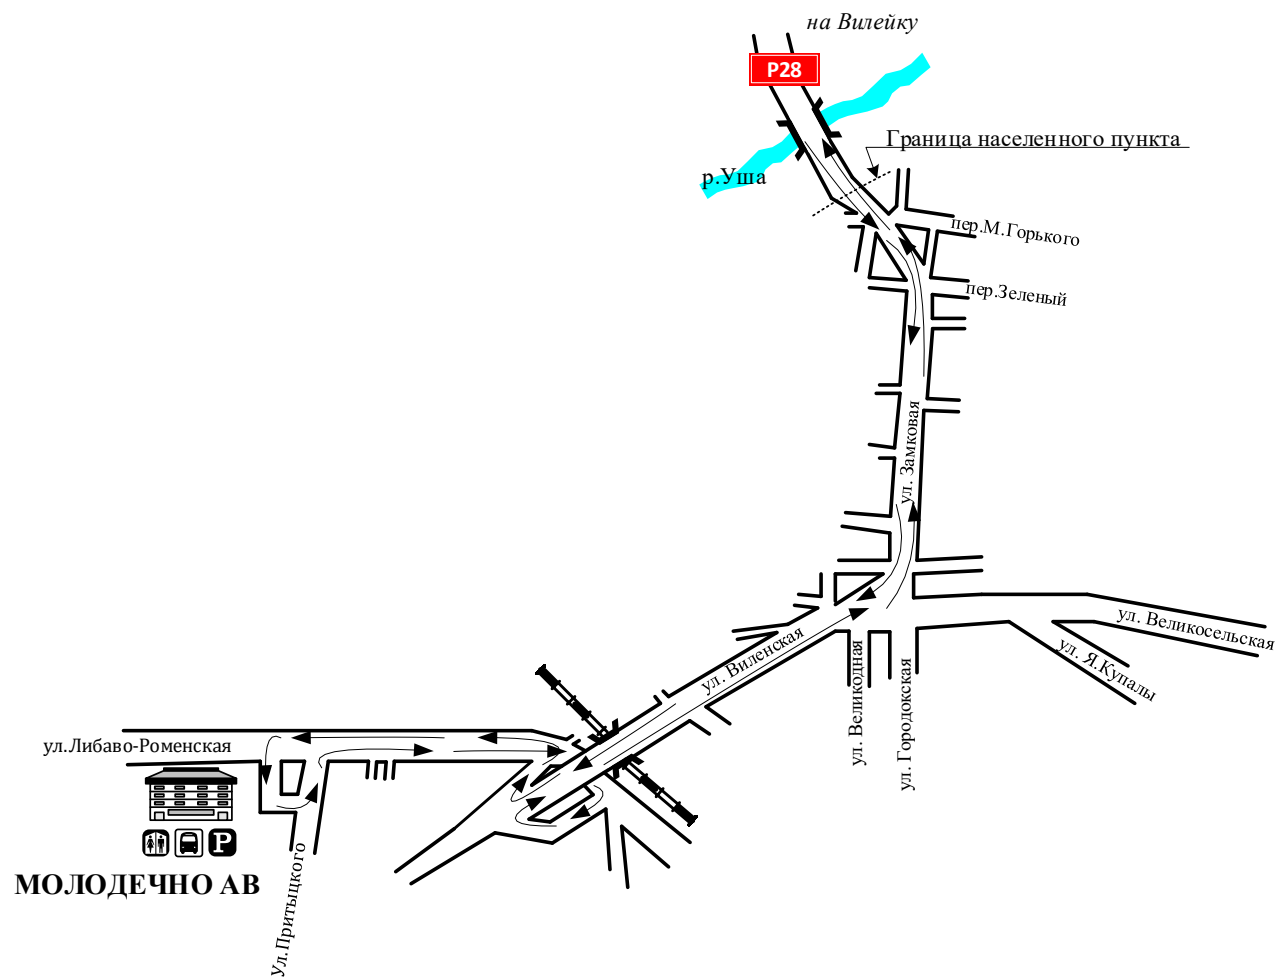 на Вилейку
P28
Граница населенного пункта
р.Уша
пер.М.Горького
пер.Зеленый
ул. Замковая
ул. Великосельская
ул. Я.Купалы
ул. Виленская
ул. Великодная
ул. Городокская
ул.Либаво-Роменская
P
МОЛОДЕЧНО АВ
Ул.Притыцкого